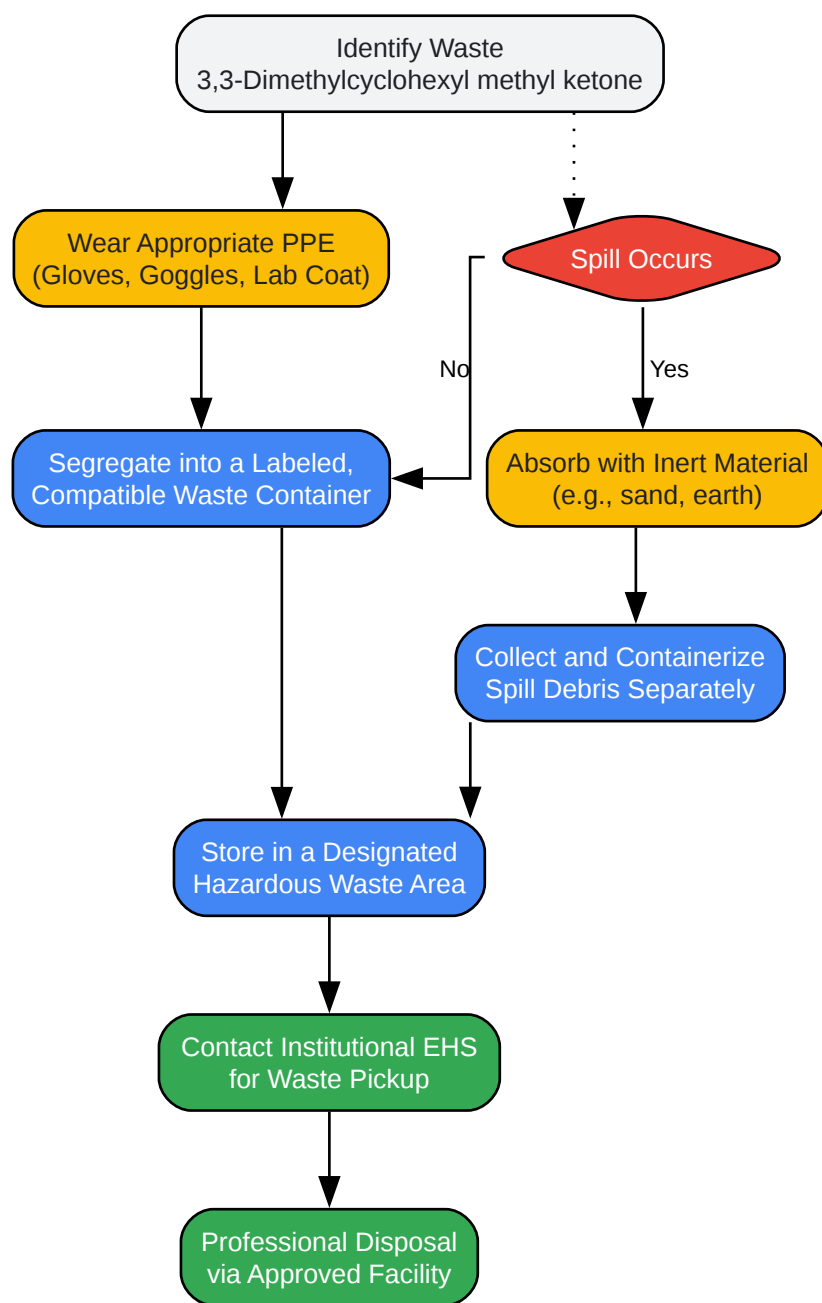 Identify Waste
3,3-Dimethylcyclohexyl methyl ketone
Wear Appropriate PPE
(Gloves, Goggles, Lab Coat)
Spill Occurs
No
Yes
Segregate into a Labeled,
Compatible Waste Container
Absorb with Inert Material
(e.g., sand, earth)
Collect and Containerize
Spill Debris Separately
Store in a Designated
Hazardous Waste Area
Contact Institutional EHS
for Waste Pickup
Professional Disposal
via Approved Facility